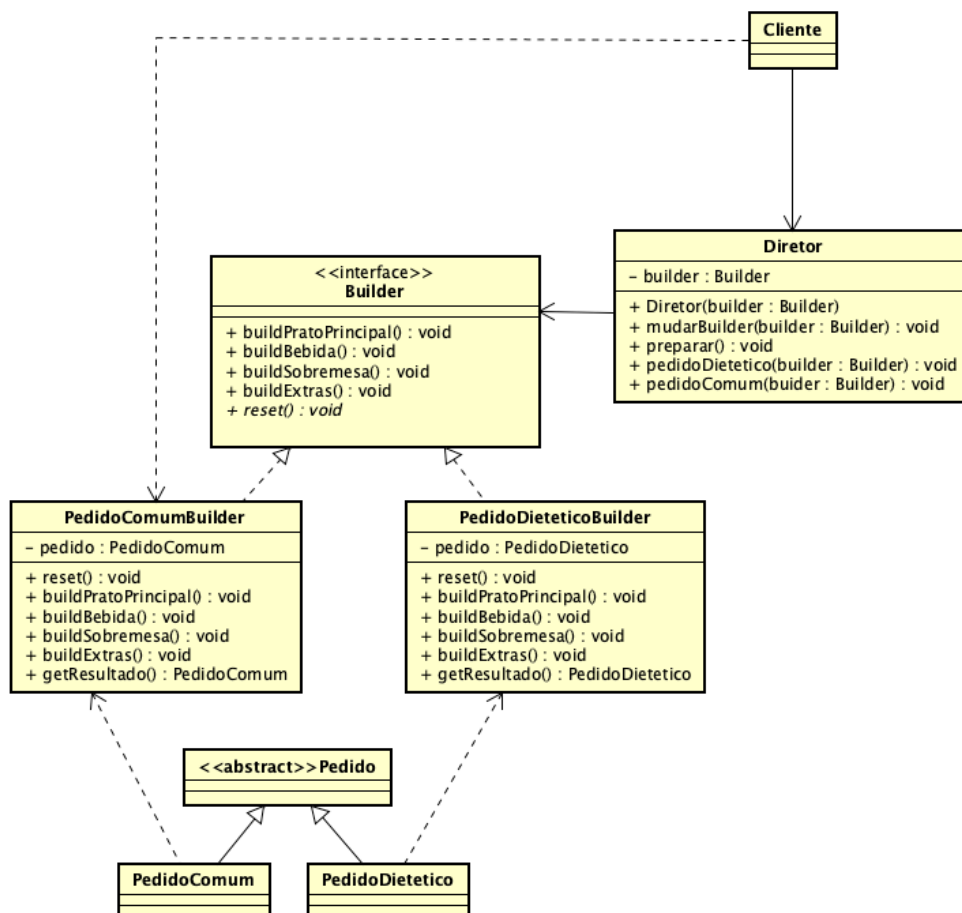 Cliente
Diretor
– builder : Builder
+ Diretor(builder : Builder)
+ mudarBuilder(builder : Builder) : void
+ preparar() : void
+ pedidoDietetico(builder : Builder) : void
+ pedidoComum(buider : Builder) : void
<<interface>>
Builder
+ buildPratoPrincipal() : void
+ buildBebida() : void
+ buildSobremesa() : void
+ buildExtras() : void
+ reset() : void
PedidoComumBuilder
– pedido : PedidoComum
+ reset() : void
+ buildPratoPrincipal() : void
+ buildBebida() : void
+ buildSobremesa() : void
+ buildExtras() : void
+ getResultado() : PedidoComum
PedidoDieteticoBuilder
– pedido : PedidoDietetico
+ reset() : void
+ buildPratoPrincipal() : void
+ buildBebida() : void
+ buildSobremesa() : void
+ buildExtras() : void
+ getResultado() : PedidoDietetico
<<abstract>> Pedido
PedidoComum
PedidoDietetico